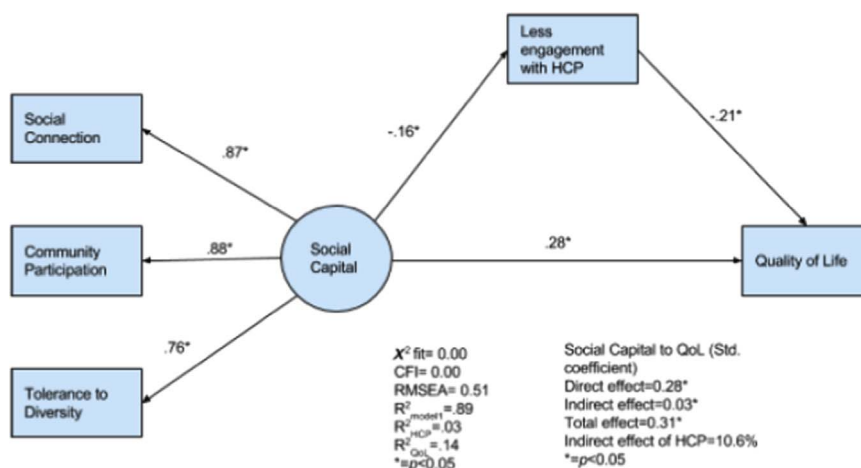 Less
engagement
with HCP
Social
Connection
.87*
-.16*
-.21*
Community
Participation
.88*
Social
Capital
.28*
Quality of Life
.76*
Tolerance to
Diversity
X² fit= 0.00
CFI= 0.00
RMSEA= 0.51
R²model1=.89
R²HCP=.03
R²QoL=.14
*=p<0.05
Social Capital to QoL (Std.
coefficient)
Direct effect=0.28*
Indirect effect=0.03*
Total effect=0.31*
Indirect effect of HCP=10.6%
*=p<0.05